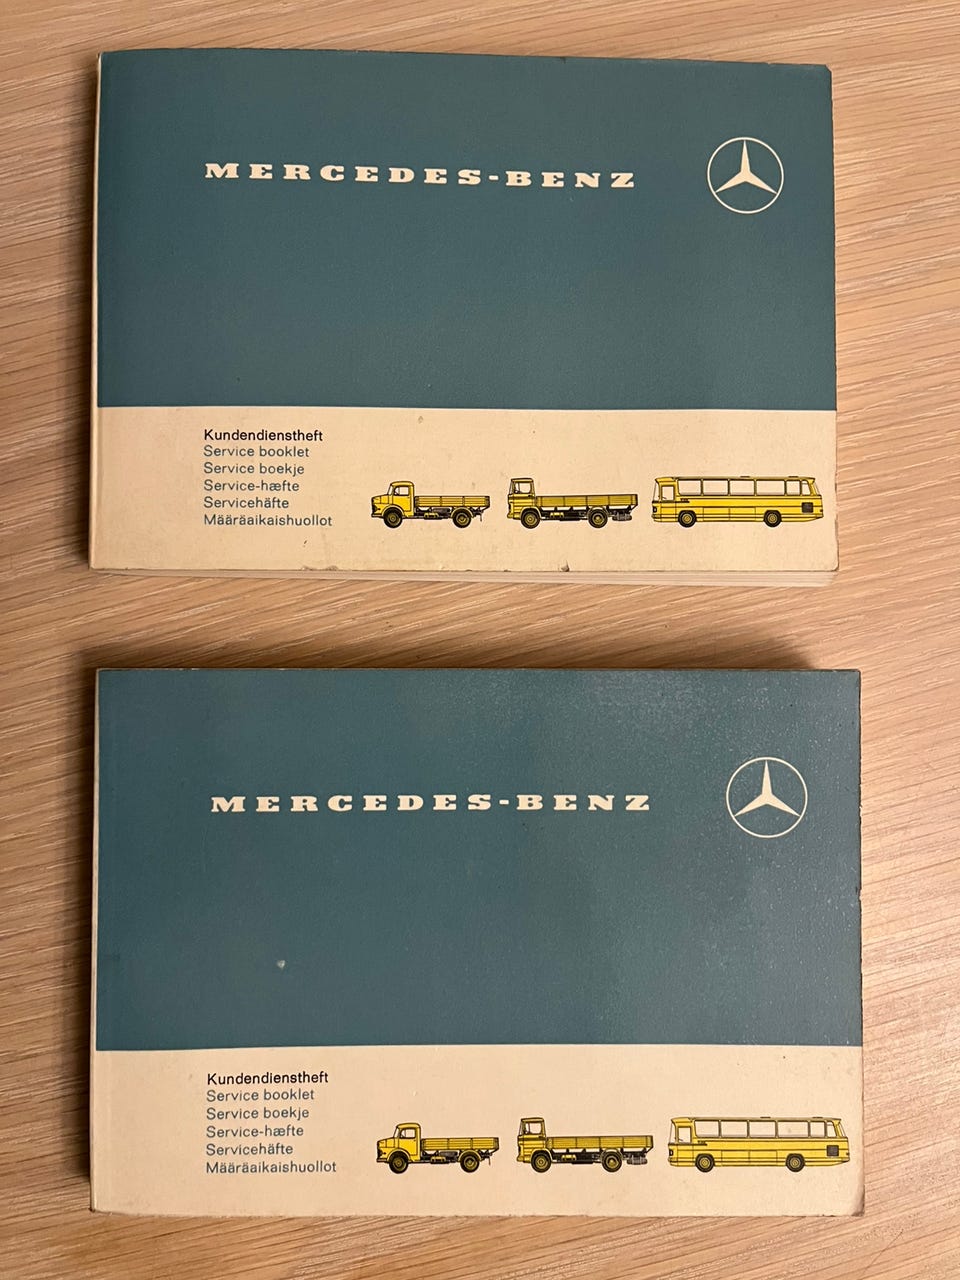 MERCEDES-BENZ
Kundendienstheft
Service booklet
Service boekje
Service-hæfte
Servicehäfte
Määräaikaishuollot
MERCEDES-BENZ
Kundendienstheft
Service booklet
Service boekje
Service-hæfte
Servicehäfte
Määräaikaishuollot